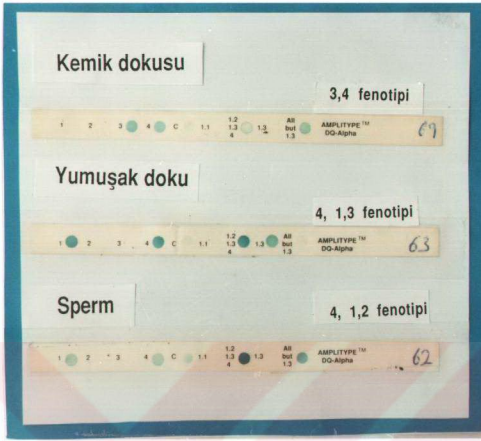 Kemik dokusu
3,4 fenotipi
1 2 3 4 C 1.1 1.2 1.3 4 1.3 All but 1.3 AMPLITYPE™ DQ-Alpha 69
Yumuşak doku
4, 1,3 fenotipi
1 2 3 4 C 1.1 1.2 1.3 4 1.3 All but 1.3 AMPLITYPE™ DQ-Alpha 63
Sperm
4, 1,2 fenotipi
1 2 3 4 C 1.1 1.2 1.3 4 1.3 All but 1.3 AMPLITYPE™ DQ-Alpha 62